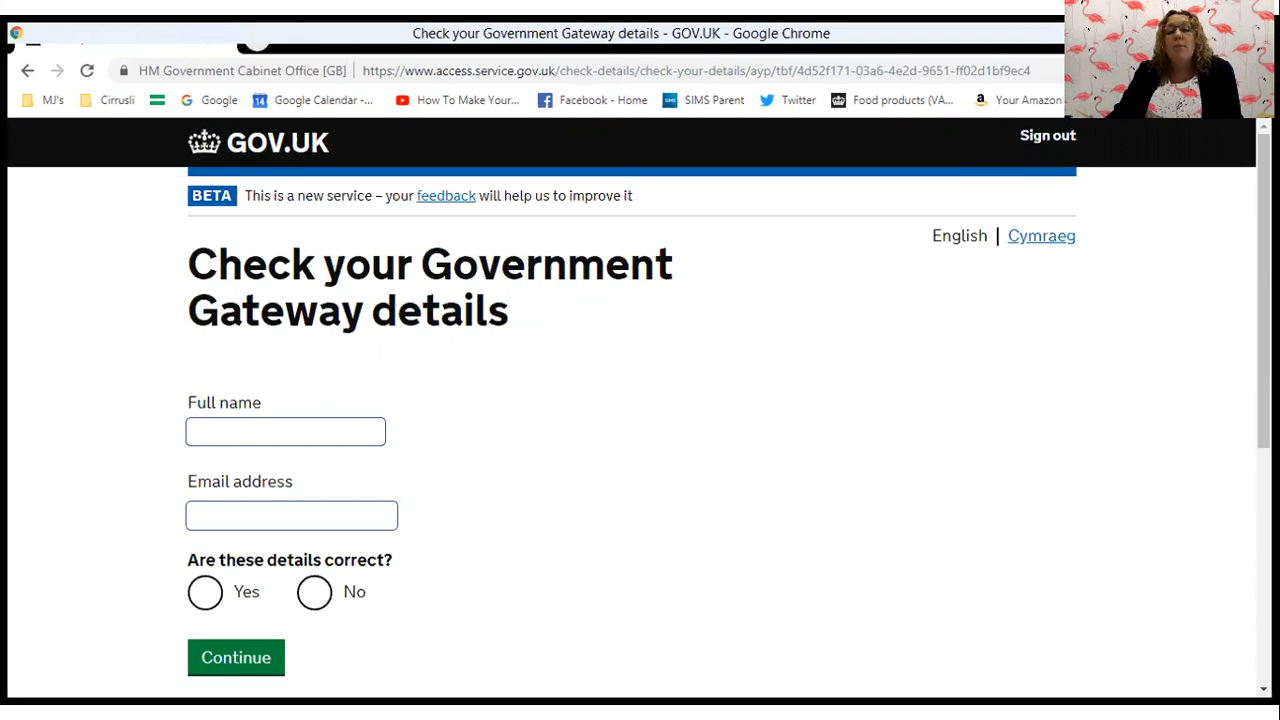 Check your Government Gateway details - GOV.UK - Google Chrome
HM Government Cabinet Office [GB] https://www.access.service.gov.uk/check-details/check-your-details/ayp/tbf/4d52f171-03a6-4e2d-9651-ff02d1bf9ec4
MJ's Cirrusit Google 14 Google Calendar -... How To Make Your... Facebook - Home SIMS SIMS Parent Twitter Food products (VA... Your Amazon
GOV.UK Sign out
BETA This is a new service – your feedback will help us to improve it
English | Cymraeg
Check your Government
Gateway details
Full name
Email address
Are these details correct?
Yes No
Continue